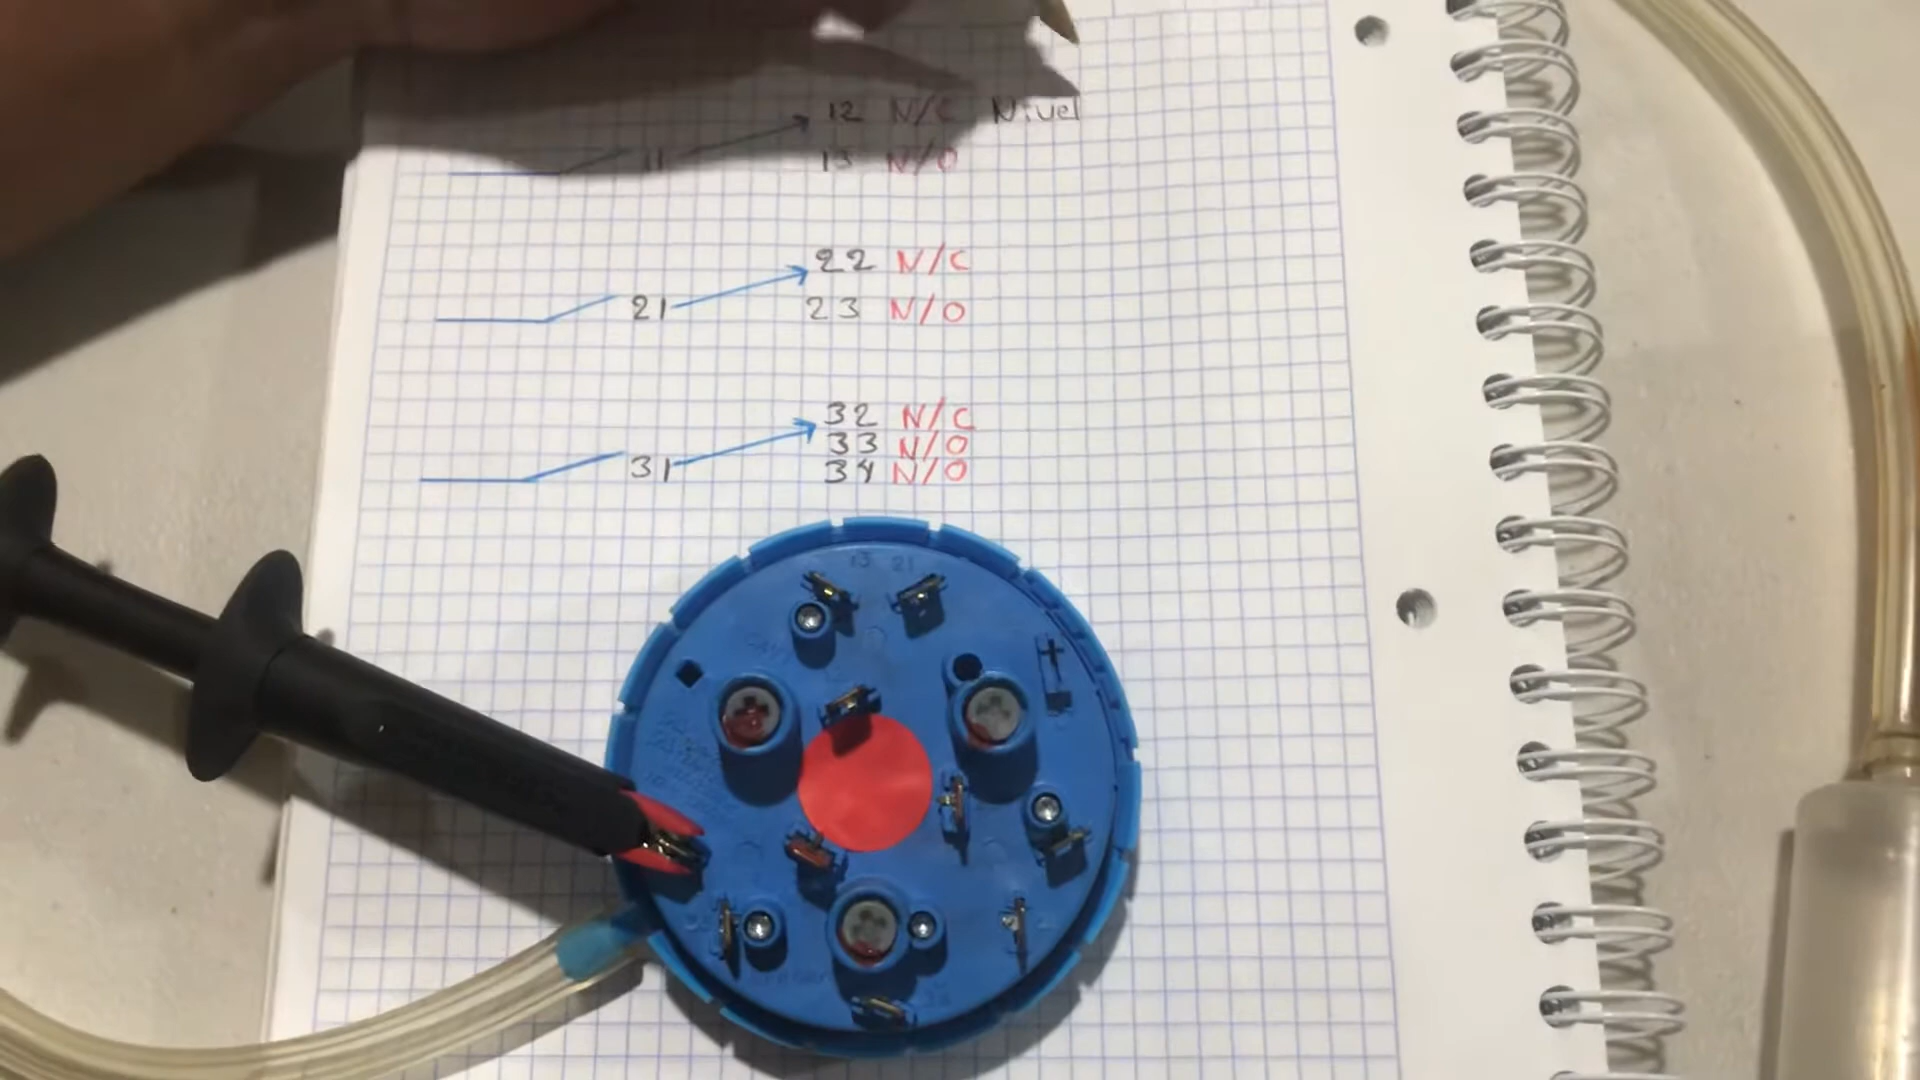 12 N/C Nivel
11
13 N/O
22 N/C
21
23 N/O
32 N/C
33 N/O
31
34 N/O
13 21